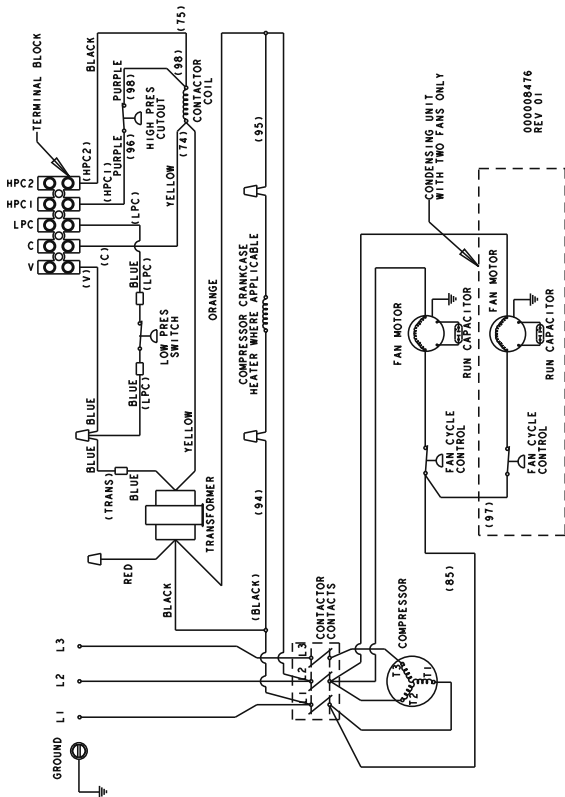 TERMINAL BLOCK
HPC2
HPC1
LPC
C
V
(HPC2)
(HPC1)
(LPC)
(C)
(V)
BLACK
(75)
PURPLE
(98)
(98)
HIGH PRES
CUTOUT
PURPLE
(96)
CONTACTOR
COIL
(74)
YELLOW
BLUE
(LPC)
LOW PRES
SWITCH
BLUE
(LPC)
BLUE
BLUE
(TRANS)
BLUE
YELLOW
ORANGE
TRANSFORMER
RED
BLACK
(95)
COMPRESSOR CRANKCASE
HEATER WHERE APPLICABLE
(94)
(BLACK)
L3
L2
L1
GROUND
CONTACTOR
CONTACTS
L3
L2
L1
COMPRESSOR
T3
T2
T1
(85)
(97)
FAN MOTOR
RUN CAPACITOR
FAN CYCLE
CONTROL
FAN MOTOR
RUN CAPACITOR
FAN CYCLE
CONTROL
CONDENSING UNIT
WITH TWO FANS ONLY
000008476
REV 01